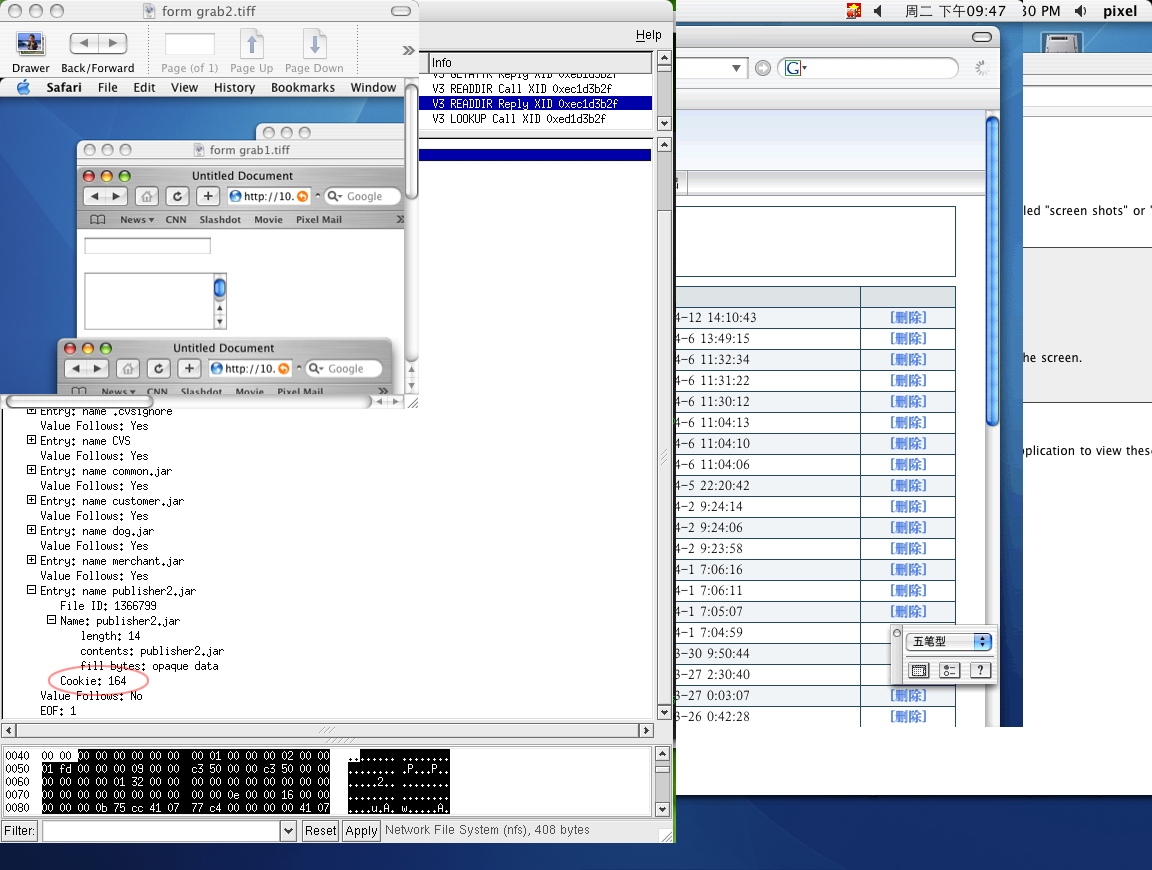 form grab2.tiff
Drawer
Back/Forward
Page (of 1)
Page Up
Page Down
Safari File Edit View History Bookmarks Window
form grab1.tiff
Untitled Document
http://10.
Google
News CNN Slashdot Movie Pixel Mail
Untitled Document
http://10.
Google
News CNN Slashdot Movie Pixel Mail
Help
Info
V3 GETATTR Reply XID 0xeb1d3b2f
V3 READDIR Call XID 0xec1d3b2f
V3 READDIR Reply XID 0xec1d3b2f
V3 LOOKUP Call XID 0xed1d3b2f
Entry: name .cvsignore
Value Follows: Yes
Entry: name CVS
Value Follows: Yes
Entry: name common.jar
Value Follows: Yes
Entry: name customer.jar
Value Follows: Yes
Entry: name dog.jar
Value Follows: Yes
Entry: name merchant.jar
Value Follows: Yes
Entry: name publisher2.jar
File ID: 1366799
Name: publisher2.jar
length: 14
contents: publisher2.jar
fill bytes: opaque data
Cookie: 164
Value Follows: No
EOF: 1
0040 00 00 00 00 00 00 00 00 00 01 00 00 00 02 00 00 ........ ........
0050 01 fd 00 00 00 09 00 00 c3 50 00 00 c3 50 00 00 ........ .P...P..
0060 00 00 00 00 01 32 00 00 00 00 00 00 00 00 00 00 .....2.. ........
0070 00 00 00 00 00 00 00 00 00 0e 00 00 00 16 00 00 ........ ........
0080 00 00 00 0b 75 cc 41 07 77 c4 00 00 00 00 41 07 ....u.A. w.....A.
Filter:
Reset
Apply
Network File System (nfs), 408 bytes
周二 下午09:47
30 PM
pixel
G
4-12 14:10:43 [删除]
4-6 13:49:15 [删除]
4-6 11:32:34 [删除]
4-6 11:31:22 [删除]
4-6 11:30:12 [删除]
4-6 11:04:13 [删除]
4-6 11:04:10 [删除]
4-6 11:04:06 [删除]
4-5 22:20:42 [删除]
4-2 9:24:14 [删除]
4-2 9:24:06 [删除]
4-2 9:23:58 [删除]
4-1 7:06:16 [删除]
4-1 7:06:11 [删除]
4-1 7:05:07 [删除]
4-1 7:04:59
3-30 9:50:44
3-27 2:30:40
3-27 0:03:07 [删除]
3-26 0:42:28 [删除]
五笔型
?
led "screen shots" or "
he screen.
plication to view these